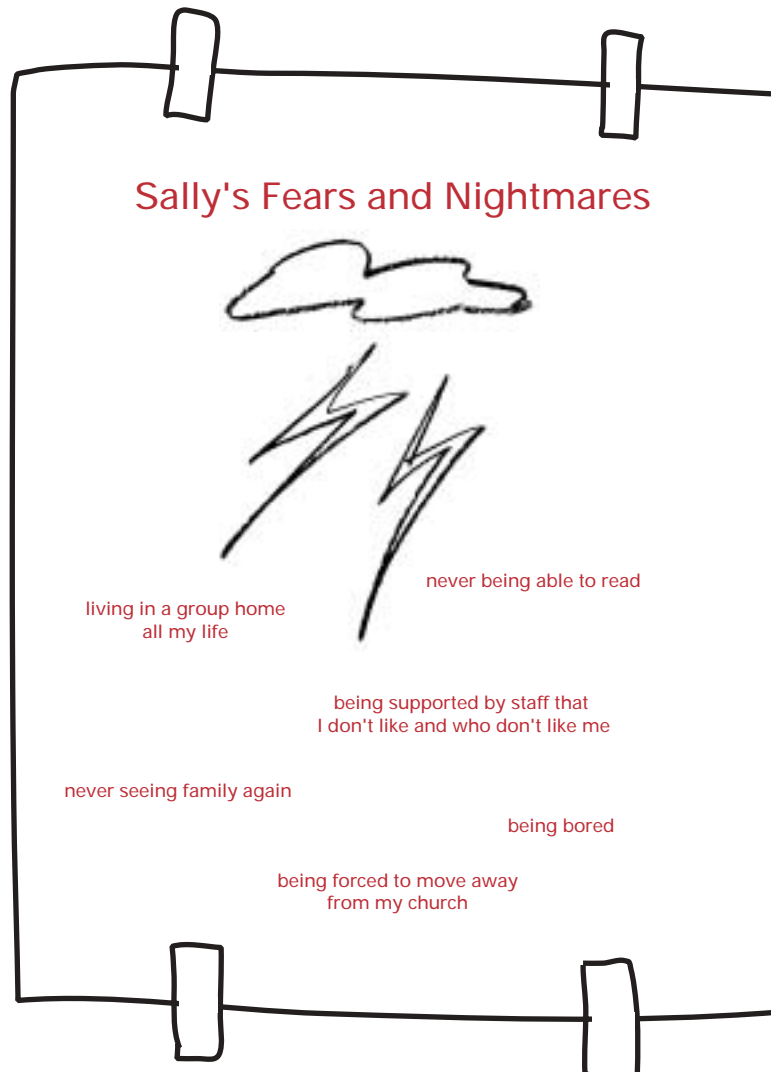 Sally's Fears and Nightmares
never being able to read
living in a group home
all my life
being supported by staff that
I don't like and who don't like me
never seeing family again
being bored
being forced to move away
from my church